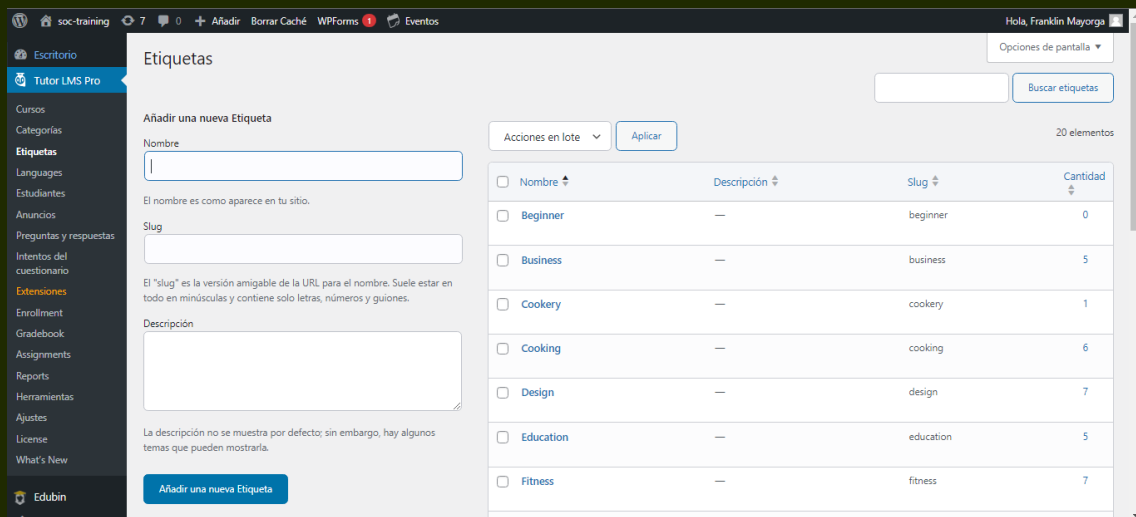 soc-training 7 0 Añadir Borrar Caché WPForms 1 Eventos Hola, Franklin Mayorga
Escritorio
Tutor LMS Pro
Cursos
Categorías
Etiquetas
Languages
Estudiantes
Anuncios
Preguntas y respuestas
Intentos del
cuestionario
Extensiones
Enrollment
Gradebook
Assignments
Reports
Herramientas
Ajustes
License
What's New
Edubin
Opciones de pantalla
Etiquetas
Buscar etiquetas
Añadir una nueva Etiqueta
Nombre
El nombre es como aparece en tu sitio.
Slug
El "slug" es la versión amigable de la URL para el nombre. Suele estar en
todo en minúsculas y contiene solo letras, números y guiones.
Descripción
La descripción no se muestra por defecto; sin embargo, hay algunos
temas que pueden mostrarla.
Añadir una nueva Etiqueta
Acciones en lote Aplicar 20 elementos
Nombre Descripción Slug Cantidad
Beginner — beginner 0
Business — business 5
Cookery — cookery 1
Cooking — cooking 6
Design — design 7
Education — education 5
Fitness — fitness 7